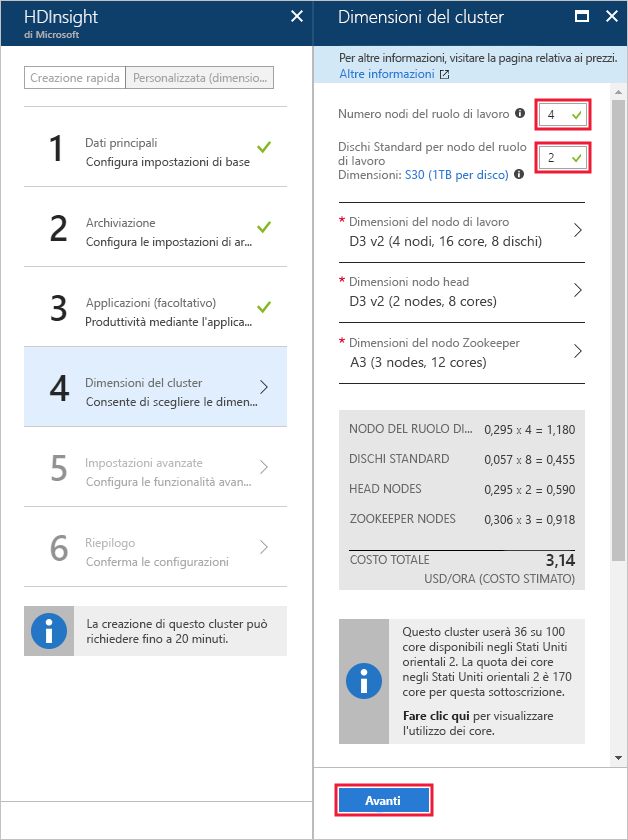 HDInsight
di Microsoft
Creazione rapida
Personalizzata (dimensio...
1
Dati principali
Configura impostazioni di base
2
Archiviazione
Configura le impostazioni di ar...
3
Applicazioni (facoltativo)
Produttività mediante l'applica...
4
Dimensioni del cluster
Consente di scegliere le dimen...
5
Impostazioni avanzate
Configura le funzionalità avan...
6
Riepilogo
Conferma le configurazioni
La creazione di questo cluster può
richiedere fino a 20 minuti.
Dimensioni del cluster
Per altre informazioni, visitare la pagina relativa ai prezzi.
Altre informazioni
Numero nodi del ruolo di lavoro
4
Dischi Standard per nodo del ruolo
di lavoro
Dimensioni: S30 (1TB per disco)
2
* Dimensioni del nodo di lavoro
D3 v2 (4 nodi, 16 core, 8 dischi)
* Dimensioni nodo head
D3 v2 (2 nodes, 8 cores)
* Dimensioni del nodo Zookeeper
A3 (3 nodes, 12 cores)
NODO DEL RUOLO DI... 0,295 x 4 = 1,180
DISCHI STANDARD 0,057 x 8 = 0,455
HEAD NODES 0,295 x 2 = 0,590
ZOOKEEPER NODES 0,306 x 3 = 0,918
COSTO TOTALE 3,14
USD/ORA (COSTO STIMATO)
Questo cluster userà 36 su 100
core disponibili negli Stati Uniti
orientali 2. La quota dei core
negli Stati Uniti orientali 2 è 170
core per questa sottoscrizione.
Fare clic qui per visualizzare
l'utilizzo dei core.
Avanti